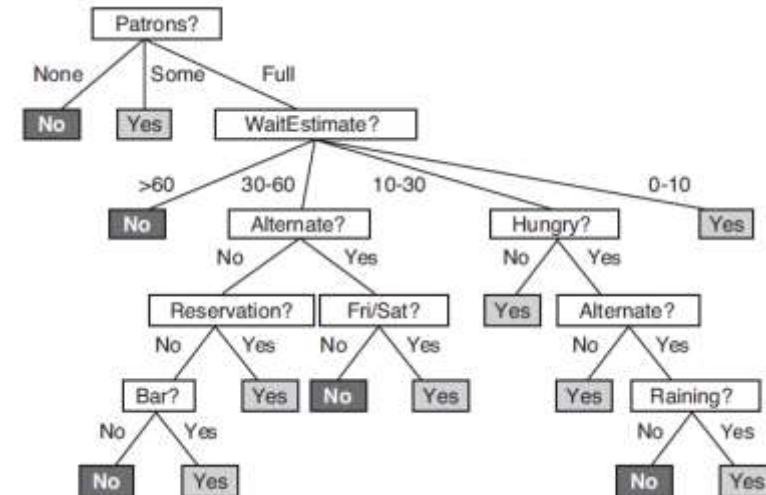 Patrons?
None Some Full
No Yes WaitEstimate?
>60 30-60 10-30 0-10
No Alternate? Hungry? Yes
No Yes No Yes
Reservation? Fri/Sat? Yes Alternate?
No Yes No Yes No Yes
Bar? Yes No Yes Yes Raining?
No Yes No Yes
No Yes No Yes